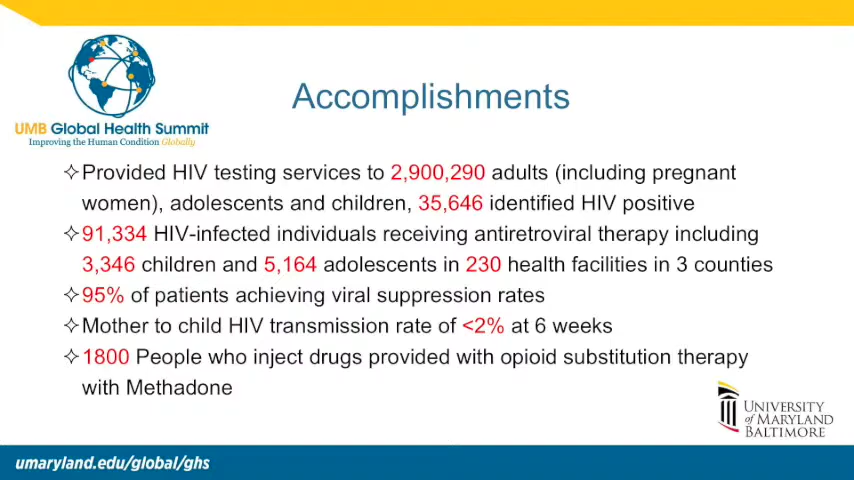 Accomplishments
UMB Global Health Summit
Improving the Human Condition Globally
✧Provided HIV testing services to 2,900,290 adults (including pregnant
women), adolescents and children, 35,646 identified HIV positive
✧91,334 HIV-infected individuals receiving antiretroviral therapy including
3,346 children and 5,164 adolescents in 230 health facilities in 3 counties
✧95% of patients achieving viral suppression rates
✧Mother to child HIV transmission rate of <2% at 6 weeks
✧1800 People who inject drugs provided with opioid substitution therapy
with Methadone
UNIVERSITY
of MARYLAND
BALTIMORE
umaryland.edu/global/ghs